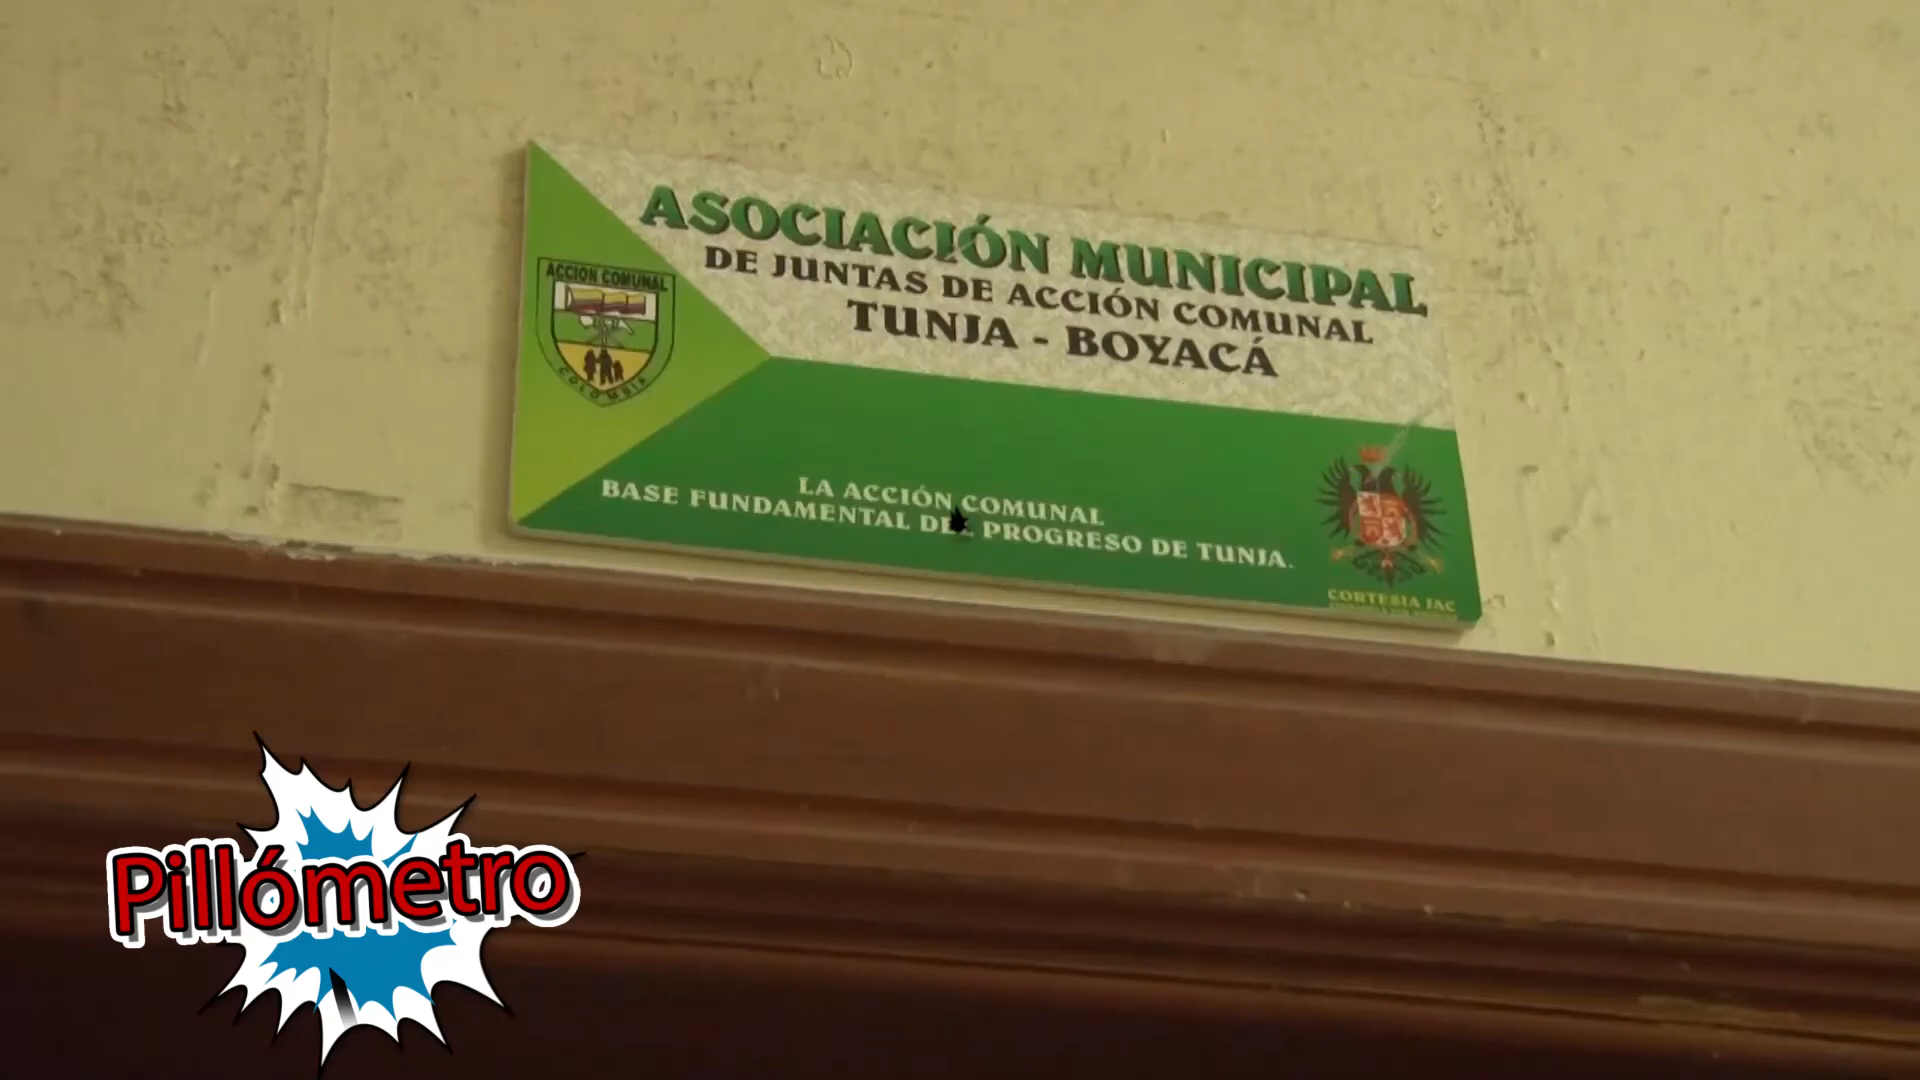 ASOCIACIÓN MUNICIPAL
DE JUNTAS DE ACCIÓN COMUNAL
TUNJA - BOYACÁ
ACCION COMUNAL
COLOMBIA
LA ACCIÓN COMUNAL
BASE FUNDAMENTAL DEL PROGRESO DE TUNJA.
CORTESIA JAC
Pillómetro